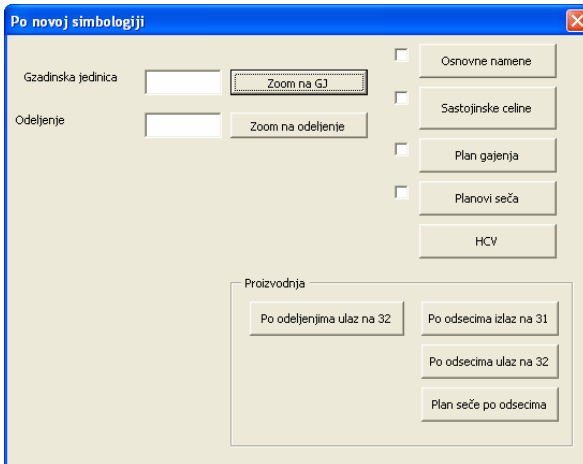 Po novoj simbologiji
Gzadinska jedinica
Zoom na GJ
Osnovne namene
Odeljenje
Zoom na odeljenje
Sastojinske celine
Plan gajenja
Planovi seča
HCV
Proizvodnja
Po odeljenjima ulaz na 32
Po odsecima izlaz na 31
Po odsecima ulaz na 32
Plan seče po odsecima